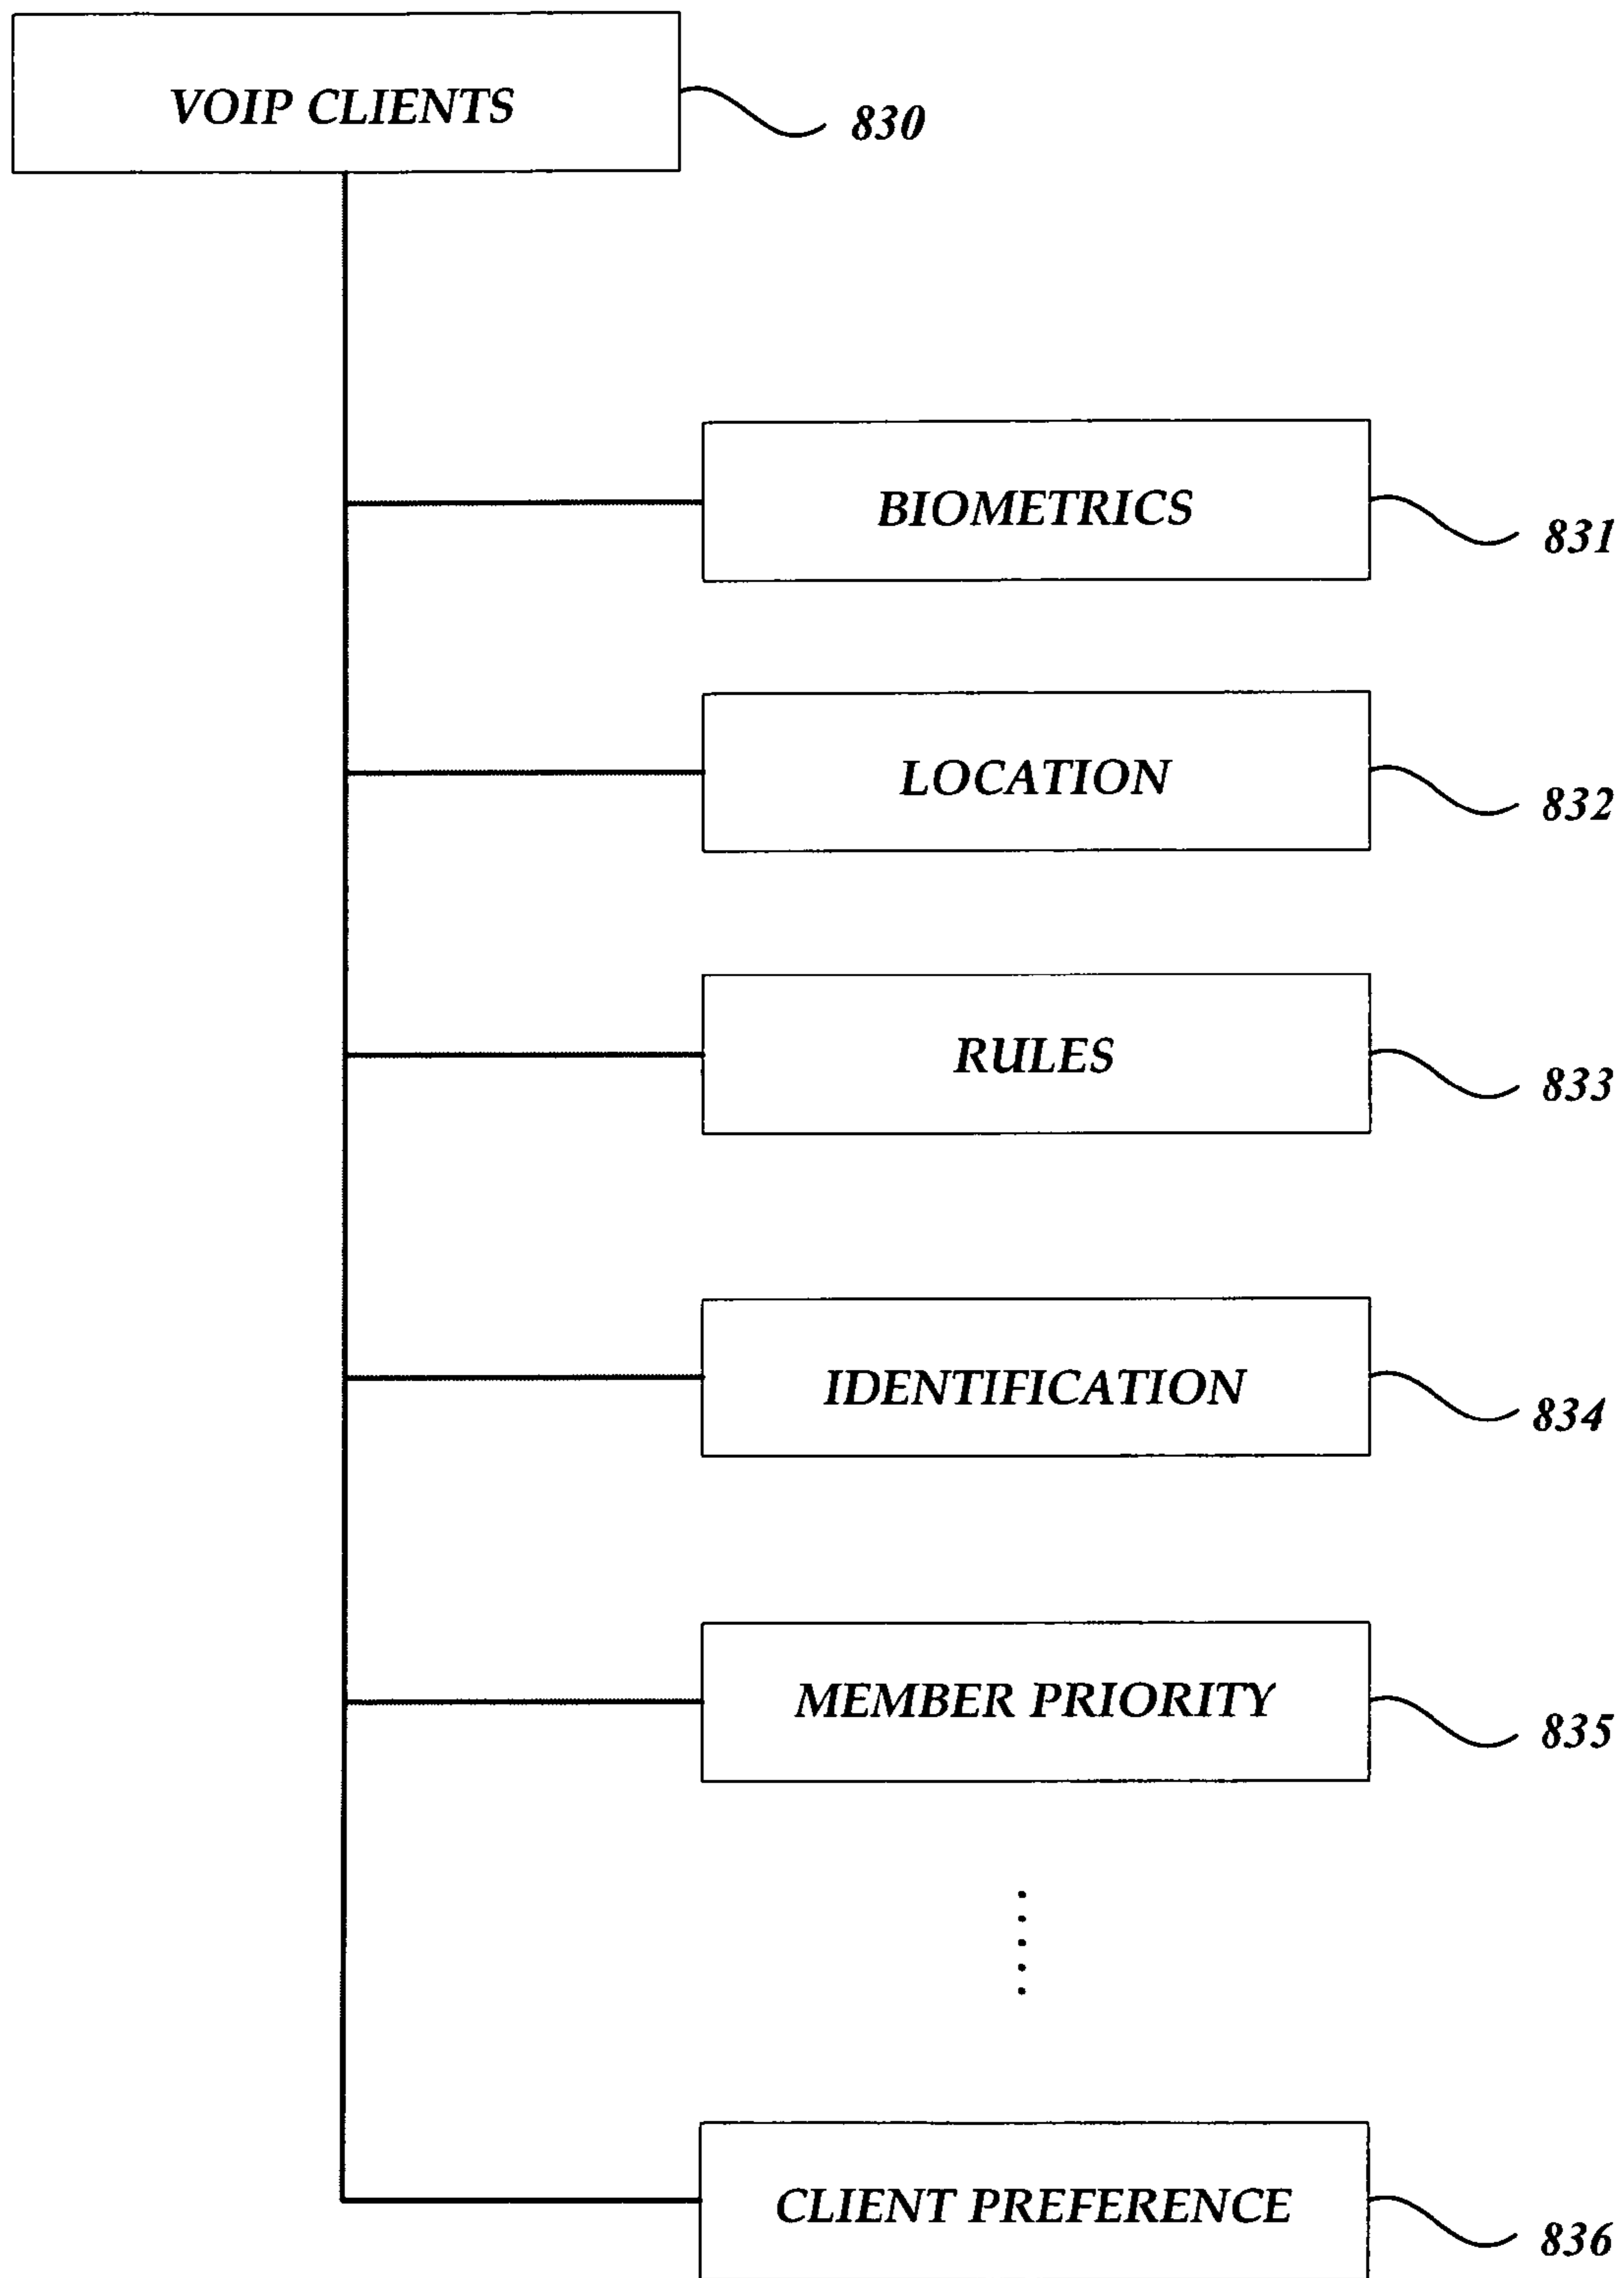 VOIP CLIENTS
830
BIOMETRICS
831
LOCATION
832
RULES
833
IDENTIFICATION
834
MEMBER PRIORITY
835
CLIENT PREFERENCE
836